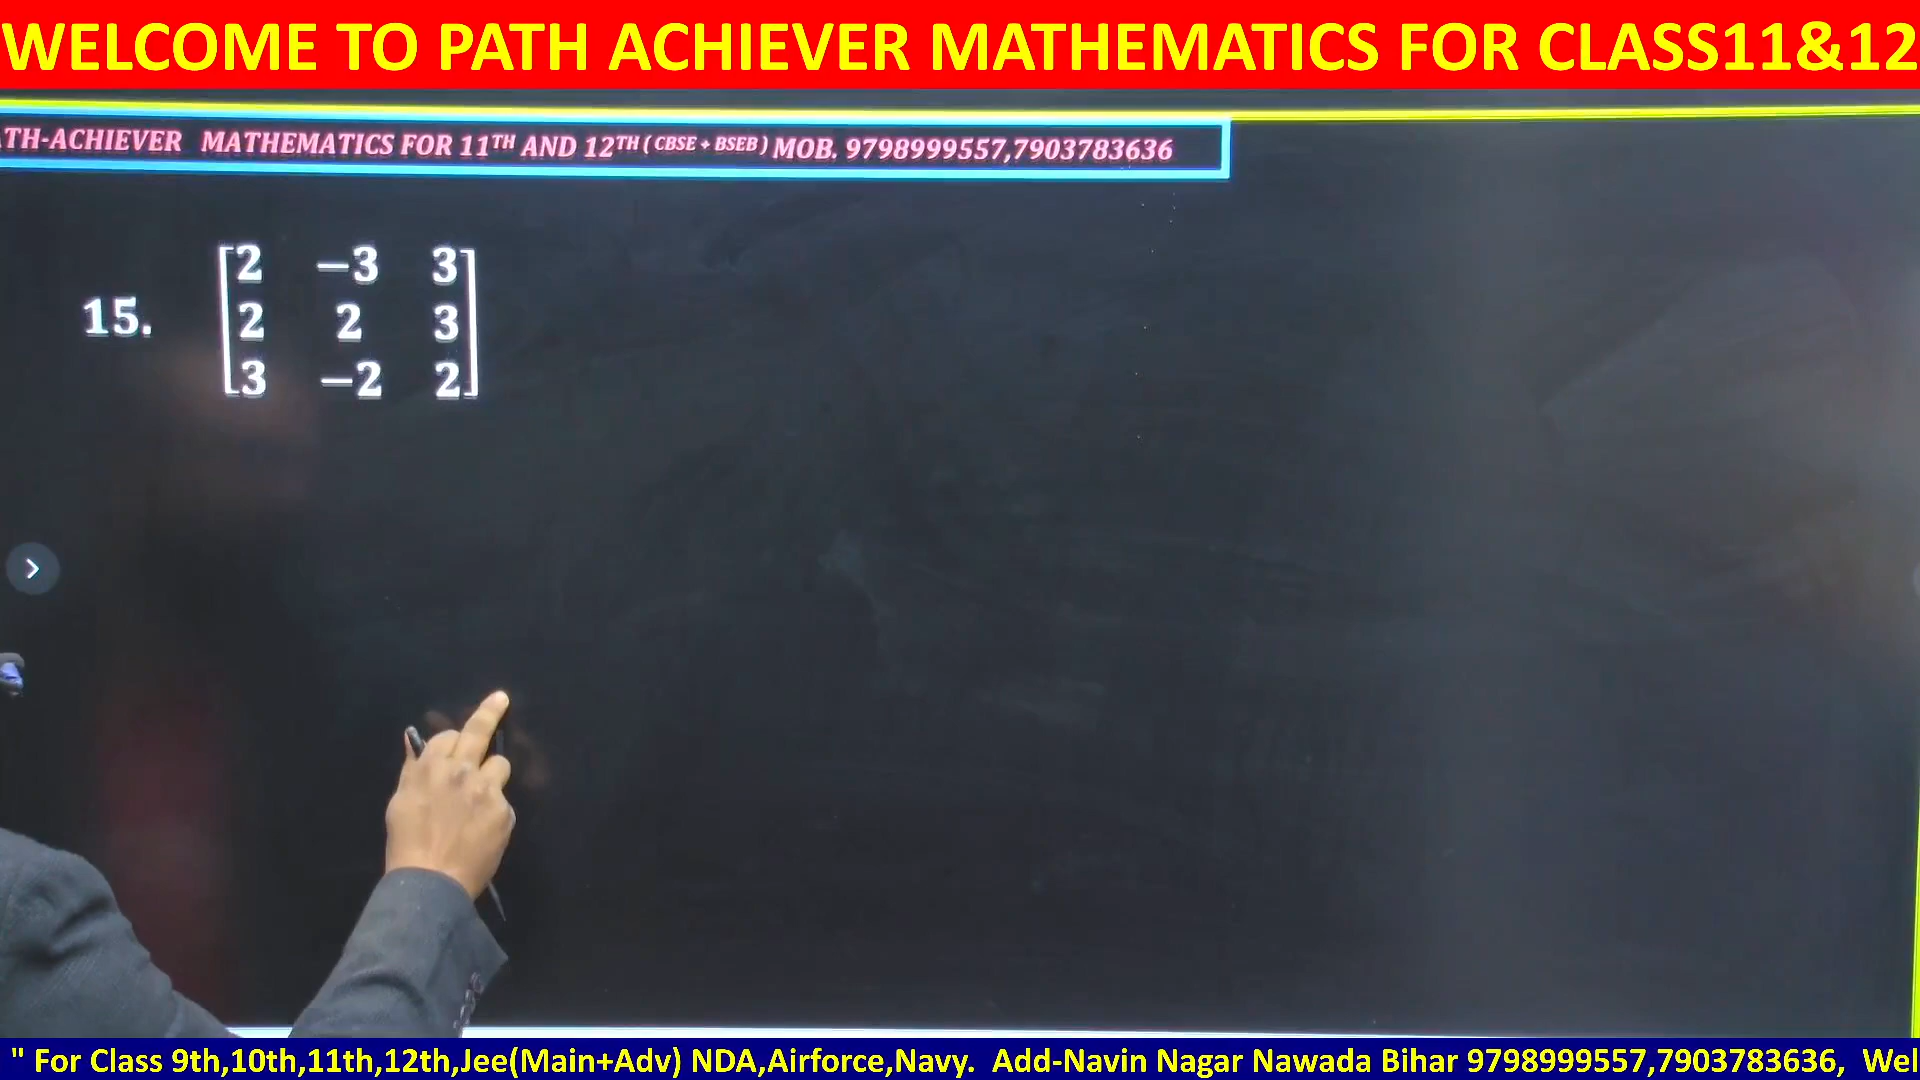 WELCOME TO PATH ACHIEVER MATHEMATICS FOR CLASS11&12
TH-ACHIEVER MATHEMATICS FOR 11TH AND 12TH ( CBSE + BSEB ) MOB. 9798999557,7903783636
15.
2 −3 3
2 2 3
3 −2 2
" For Class 9th,10th,11th,12th,Jee(Main+Adv) NDA,Airforce,Navy. Add-Navin Nagar Nawada Bihar 9798999557,7903783636, Wel